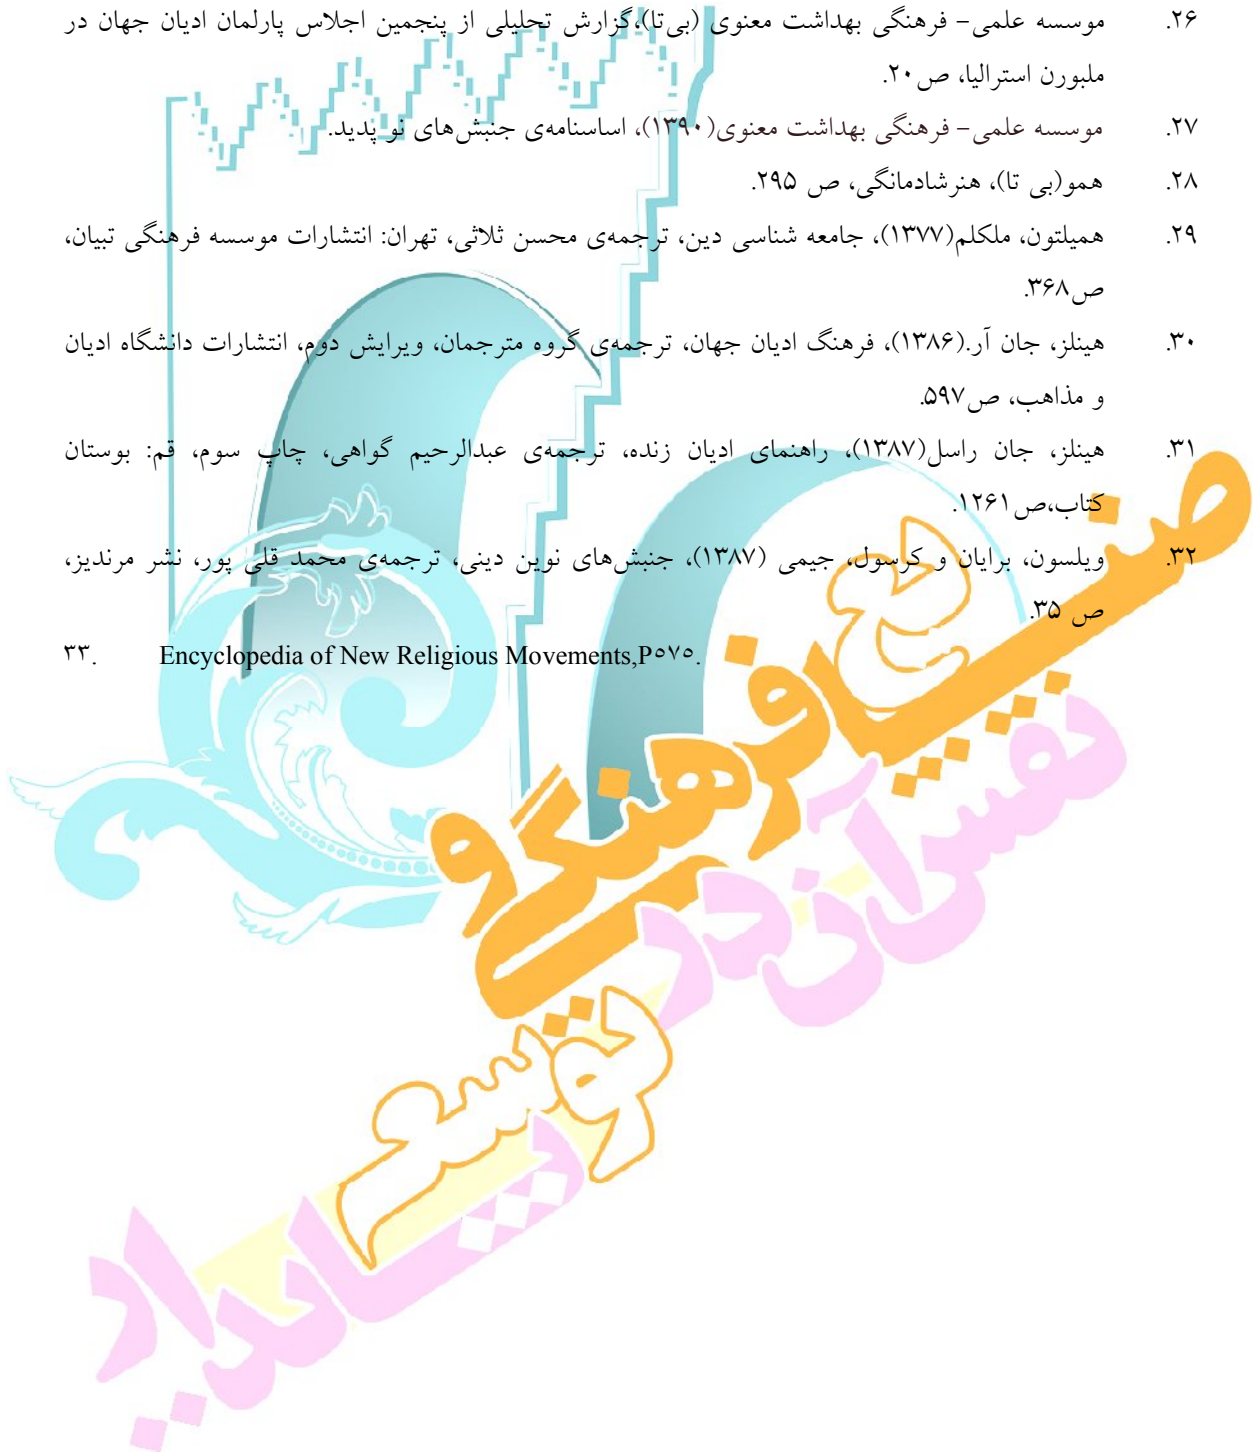 ۲۶. موسسه علمی- فرهنگی بهداشت معنوی (بی‌تا)،گزارش تحلیلی از پنجمین اجلاس پارلمان ادیان جهان در
ملبورن استرالیا، ص۲۰.
۲۷. موسسه علمی- فرهنگی بهداشت معنوی(۱۳۹۰)، اساسنامه‌ی جنبش‌های نو پدید.
۲۸. همو(بی تا)، هنرشادمانگی، ص ۲۹۵.
۲۹. همیلتون، ملکلم(۱۳۷۷)، جامعه شناسی دین، ترجمه‌ی محسن ثلاثی، تهران: انتشارات موسسه فرهنگی تبیان،
ص۳۶۸.
۳۰. هینلز، جان آر.(۱۳۸۶)، فرهنگ ادیان جهان، ترجمه‌ی گروه مترجمان، ویرایش دوم، انتشارات دانشگاه ادیان
و مذاهب، ص۵۹۷.
۳۱. هینلز، جان راسل(۱۳۸۷)، راهنمای ادیان زنده، ترجمه‌ی عبدالرحیم گواهی، چاپ سوم، قم: بوستان
کتاب،ص۱۲۶۱.
۳۲. ویلسون، برایان و کرسول، جیمی (۱۳۸۷)، جنبش‌های نوین دینی، ترجمه‌ی محمد قلی پور، نشر مرندیز،
ص ۳۵.
۳۳. Encyclopedia of New Religious Movements,P۵۷۵.
صنایع فرهنگی و
نقش آن در
توسعه
پایدار